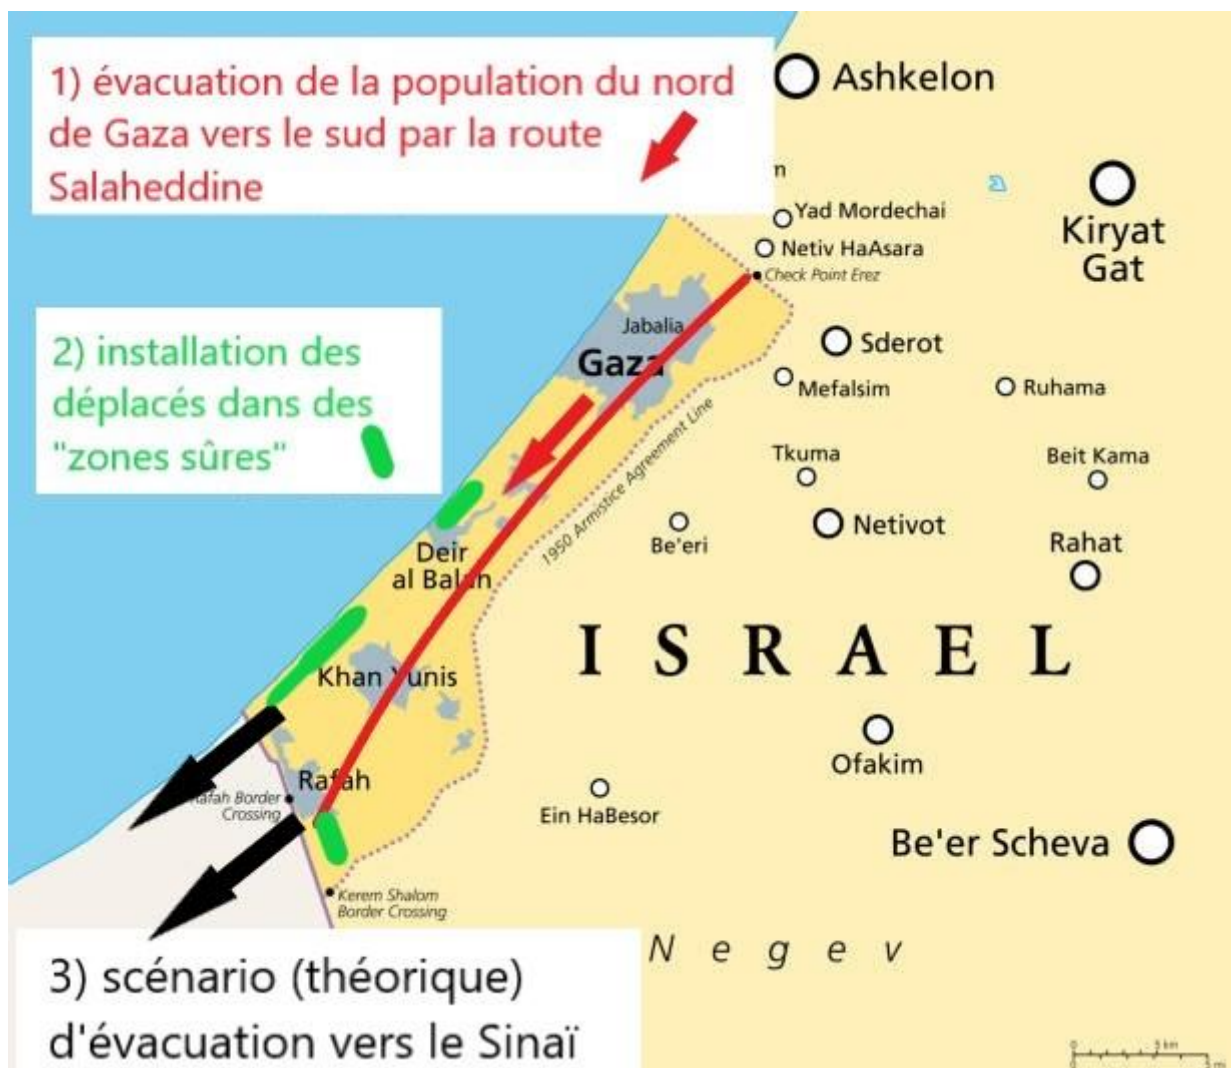 1) évacuation de la population du nord
de Gaza vers le sud par la route
Salaheddine
Ashkelon
Yad Mordechai
Netiv HaAsara
Check Point Erez
Kiryat
Gat
2) installation des
déplacés dans des
"zones sûres"
Jabalia
Gaza
Sderot
Mefalsim
Ruhama
1950 Armistice Agreement Line
Tkuma
Beit Kama
Netivot
Be'eri
Rahat
Deir
al Balah
ISRAEL
Khan Yunis
Ofakim
Rafah
Rafah Border
Crossing
Ein HaBesor
Be'er Scheva
Kerem Shalom
Border Crossing
Negev
3) scénario (théorique)
d'évacuation vers le Sinaï
0
5 km